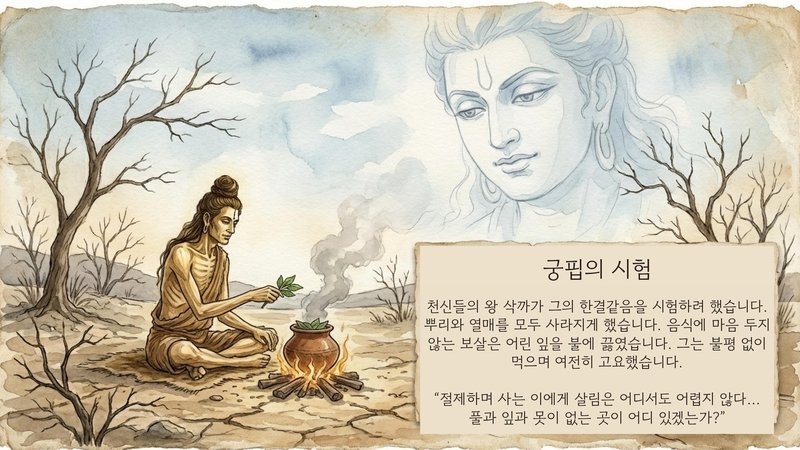 궁핍의 시험
천신들의 왕 삭까가 그의 한결같음을 시험하려 했습니다.
뿌리와 열매를 모두 사라지게 했습니다. 음식에 마음 두지
않는 보살은 어린 잎을 불에 끓였습니다. 그는 불평 없이
먹으며 여전히 고요했습니다.
“절제하며 사는 이에게 살림은 어디서도 어렵지 않다...
풀과 잎과 못이 없는 곳이 어디 있겠는가?”